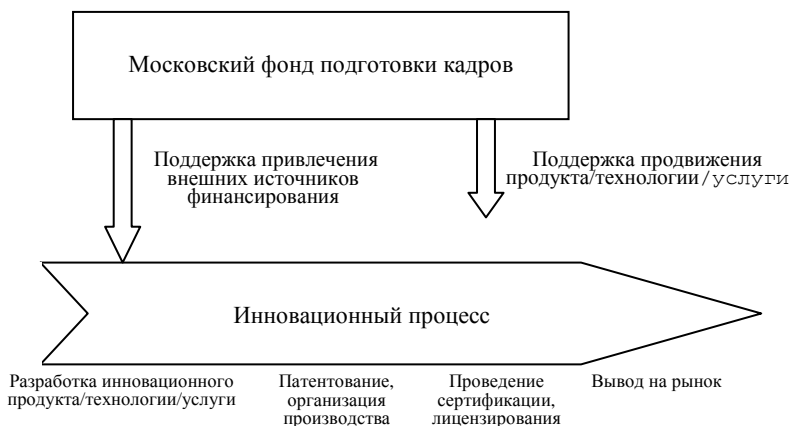 Московский фонд подготовки кадров
Поддержка привлечения
внешних источников
финансирования
Поддержка продвижения
продукта/технологии/услуги
Инновационный процесс
Разработка инновационного
продукта/технологии/услуги
Патентование,
организация
производства
Проведение
сертификации,
лицензирования
Вывод на рынок